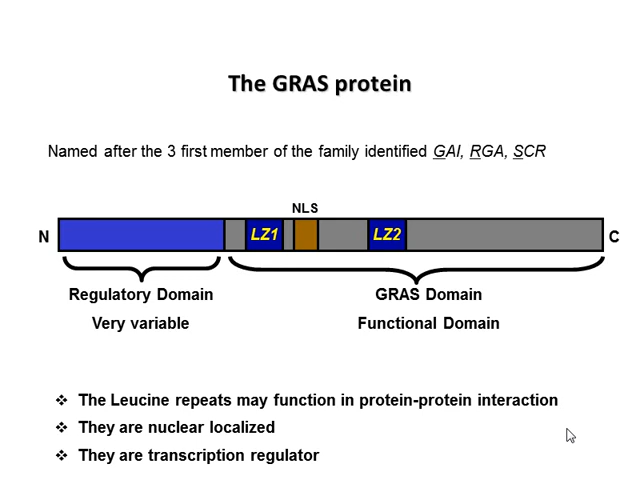 The GRAS protein
Named after the 3 first member of the family identified GAI, RGA, SCR
NLS
N LZ1 LZ2 C
Regulatory Domain GRAS Domain
Very variable Functional Domain
❖ The Leucine repeats may function in protein-protein interaction
❖ They are nuclear localized
❖ They are transcription regulator